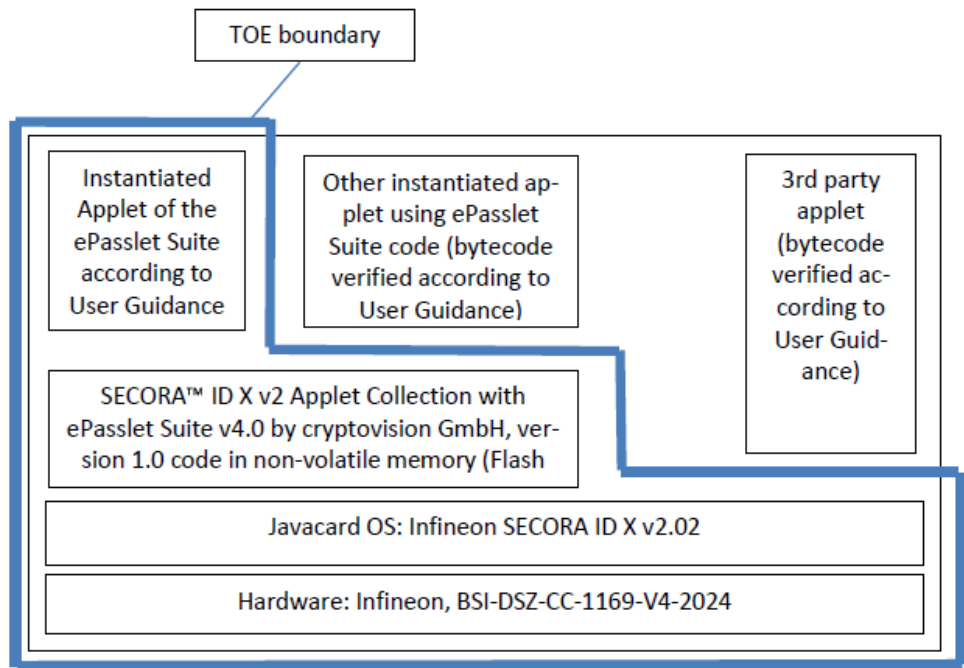 TOE boundary
Instantiated
Applet of the
ePasslet Suite
according to
User Guidance
Other instantiated ap-
plet using ePasslet
Suite code (bytecode
verified according to
User Guidance)
3rd party
applet
(bytecode
verified ac-
cording to
User Guid-
ance)
SECORA™ ID X v2 Applet Collection with
ePasslet Suite v4.0 by cryptovision GmbH, ver-
sion 1.0 code in non-volatile memory (Flash
Javacard OS: Infineon SECORA ID X v2.02
Hardware: Infineon, BSI-DSZ-CC-1169-V4-2024